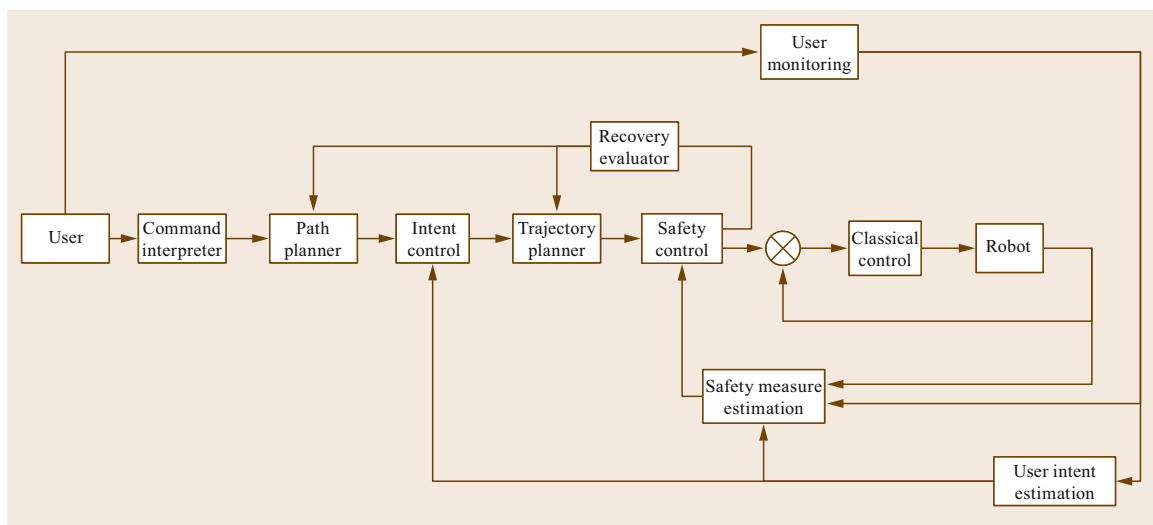 User
monitoring
Recovery
evaluator
User
Command
interpreter
Path
planner
Intent
control
Trajectory
planner
Safety
control
Classical
control
Robot
Safety measure
estimation
User intent
estimation